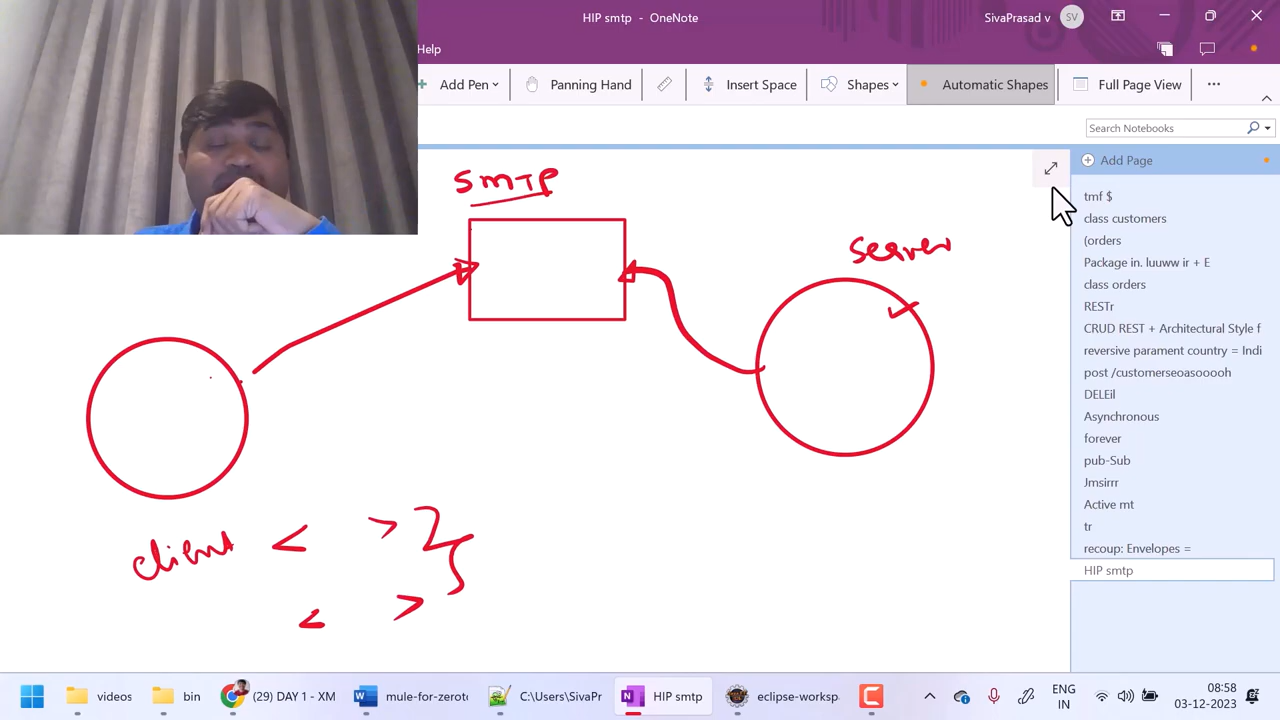 HIP smtp - OneNote
SivaPrasad v
SV
Help
Add Pen
Panning Hand
Insert Space
Shapes
Automatic Shapes
Full Page View
Search Notebooks
Add Page
tmf $
class customers
(orders
Package in. luuww ir + E
class orders
RESTr
CRUD REST + Architectural Style f
reversive parament country = Indi
post /customerseoasooooh
DELEil
Asynchronous
forever
pub-Sub
Jmsirrr
Active mt
tr
recoup: Envelopes =
HIP smtp
SMTP
Server
client < >
< >
videos
bin
(29) DAY 1 - XM
mule-for-zeroto
C:\Users\SivaPr
HIP smtp
eclipse-worksp
ENG
IN
08:58
03-12-2023